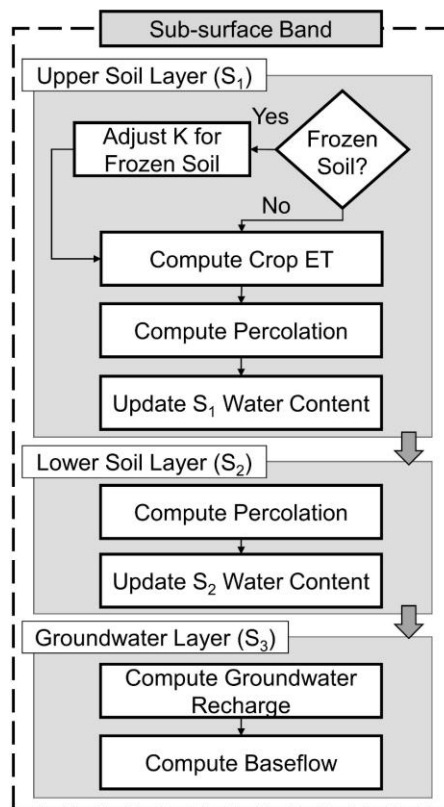 Sub-surface Band
Upper Soil Layer (S₁)
Yes
Adjust K for
Frozen Soil
Frozen
Soil?
No
Compute Crop ET
Compute Percolation
Update S₁ Water Content
Lower Soil Layer (S₂)
Compute Percolation
Update S₂ Water Content
Groundwater Layer (S₃)
Compute Groundwater
Recharge
Compute Baseflow